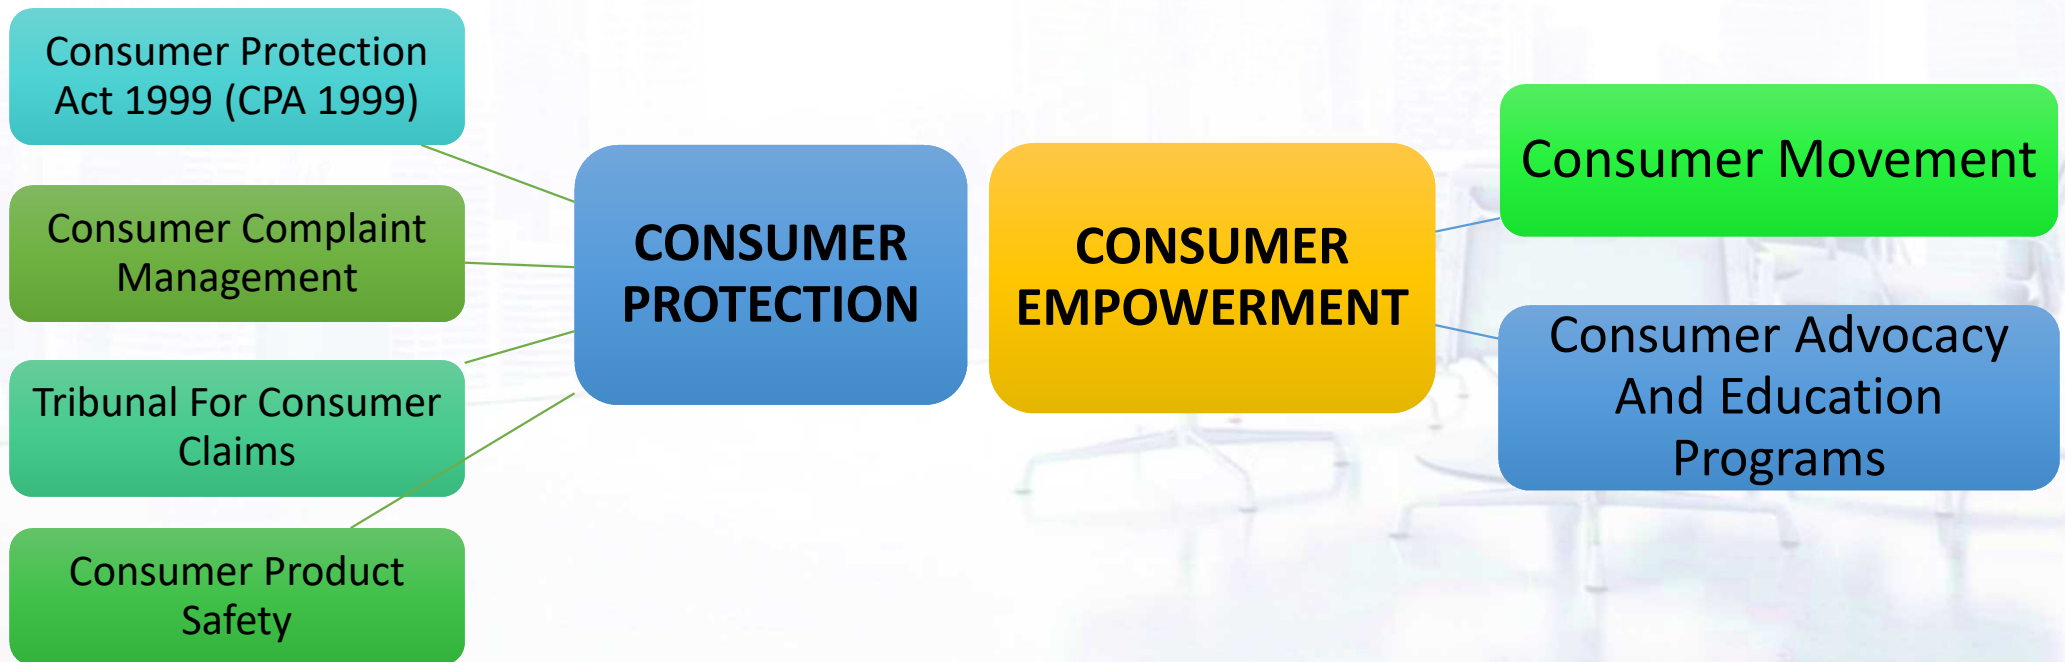 Consumer Protection
Act 1999 (CPA 1999)
Consumer Complaint
Management
Tribunal For Consumer
Claims
Consumer Product
Safety
CONSUMER
PROTECTION
CONSUMER
EMPOWERMENT
Consumer Movement
Consumer Advocacy
And Education
Programs